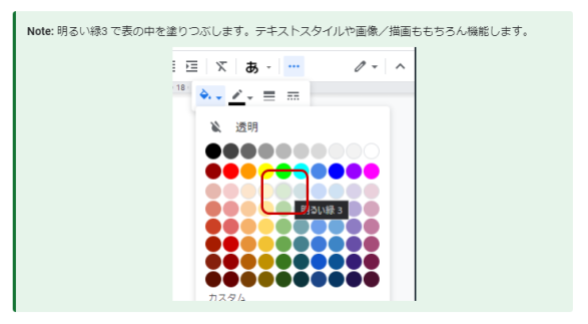 Note: 明るい緑3 で表の中を塗りつぶします。テキストスタイルや画像／描画ももちろん機能します。
あ
18
透明
明るい緑 3
カスタム